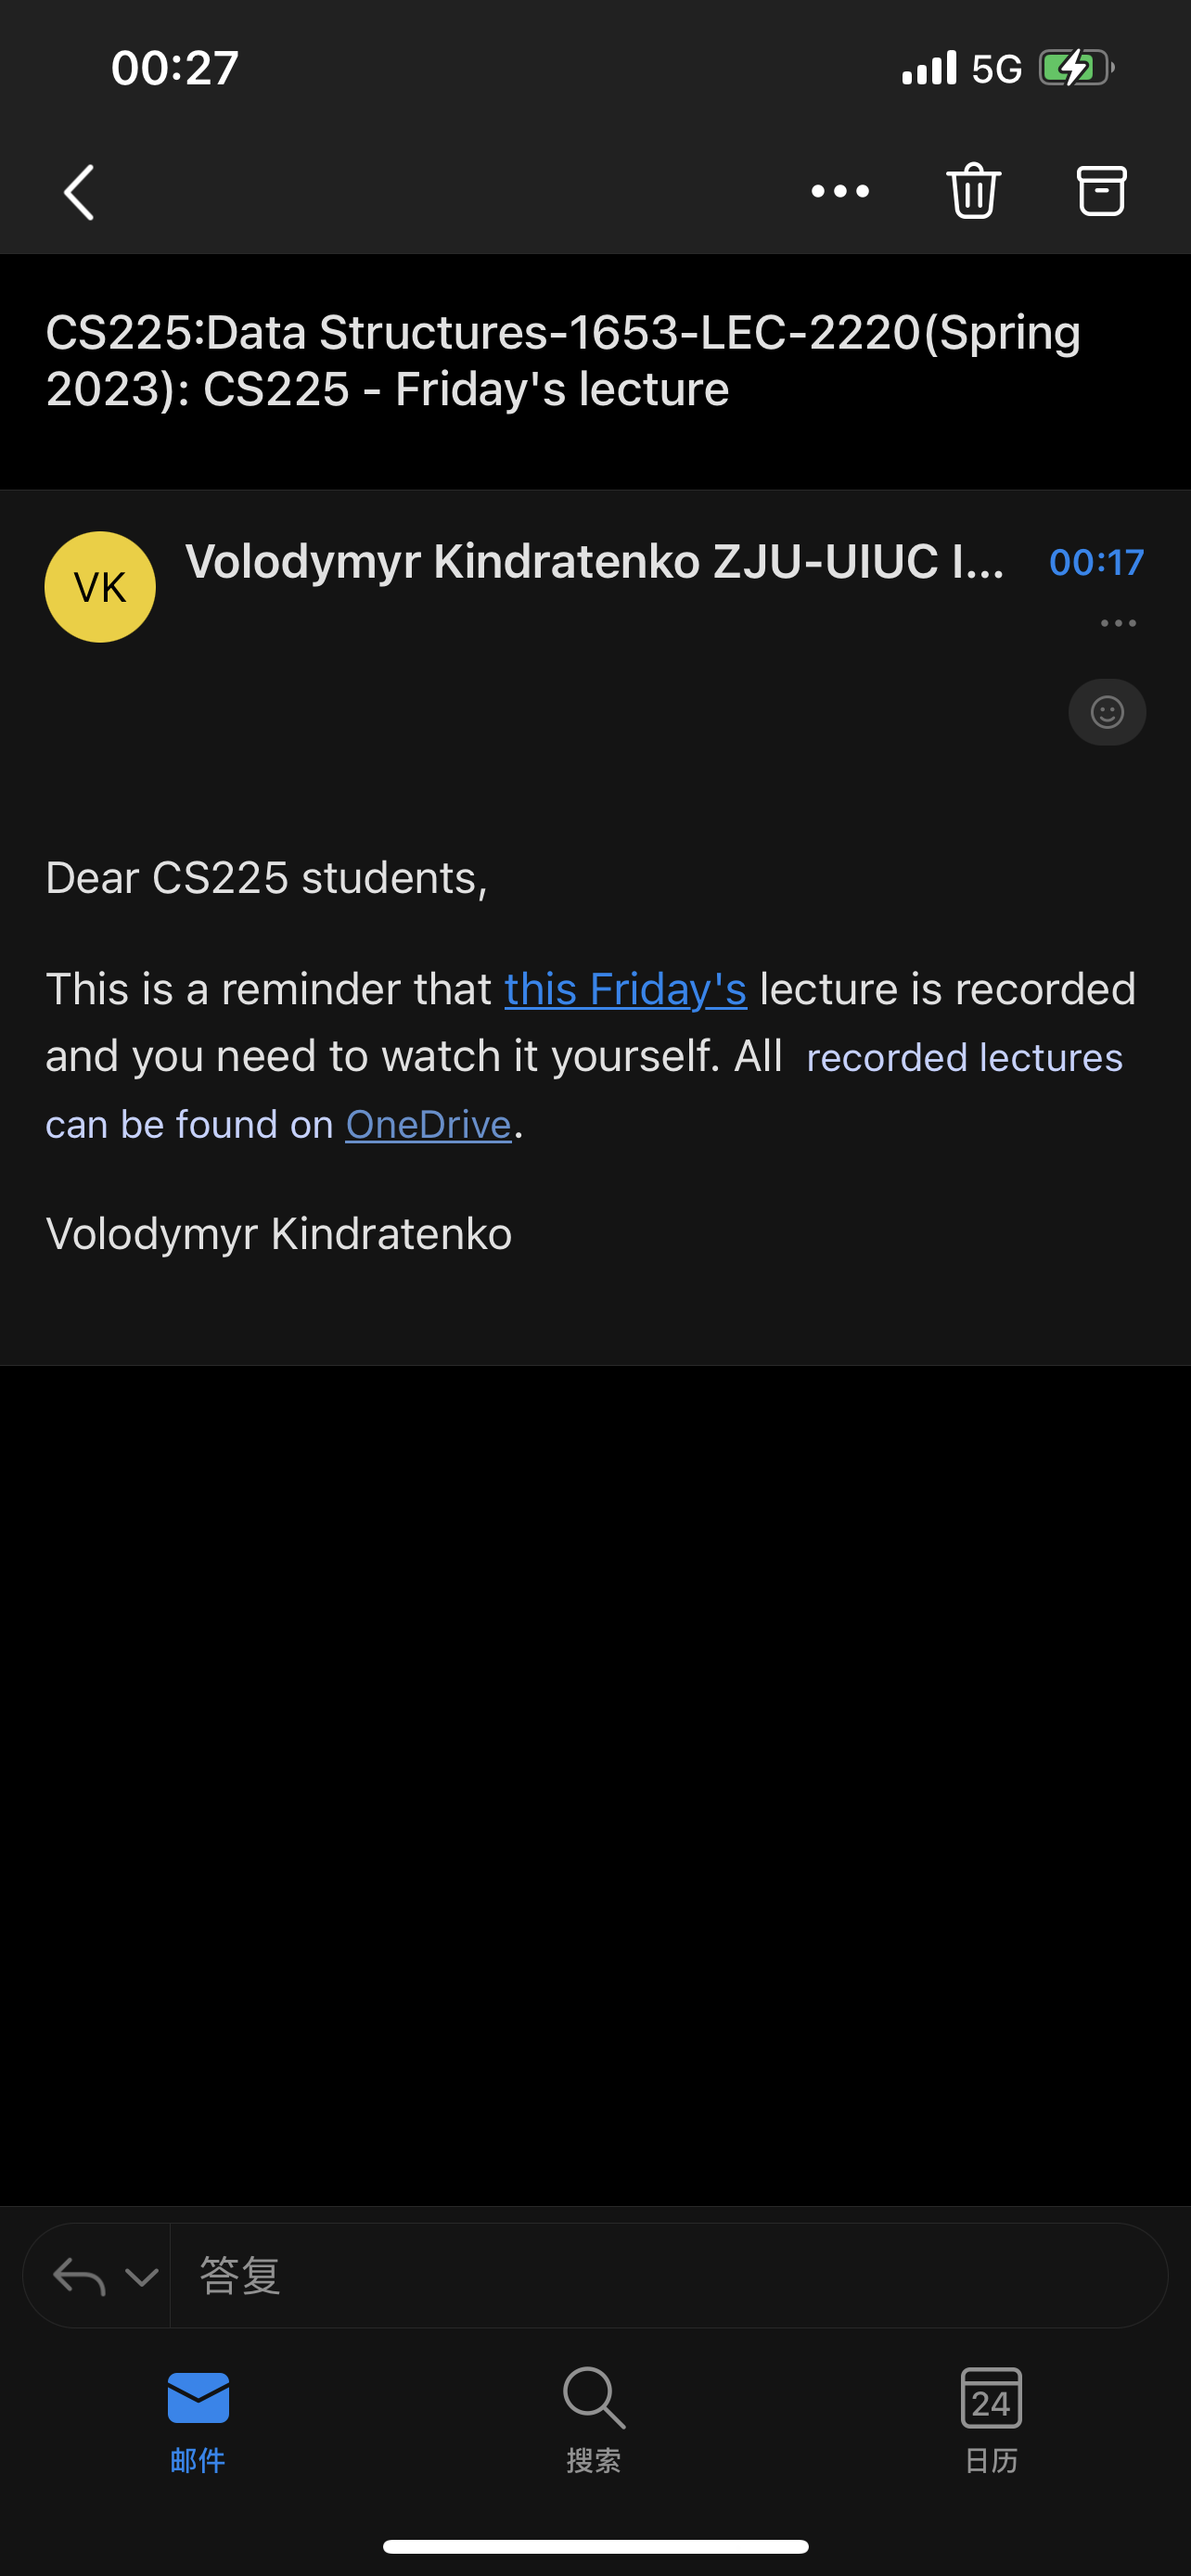 00:27
5G
CS225:Data Structures-1653-LEC-2220(Spring
2023): CS225 - Friday's lecture
VK
Volodymyr Kindratenko ZJU-UIUC I...
00:17
Dear CS225 students,
This is a reminder that this Friday's lecture is recorded
and you need to watch it yourself. All recorded lectures
can be found on OneDrive.
Volodymyr Kindratenko
答复
24
邮件
搜索
日历